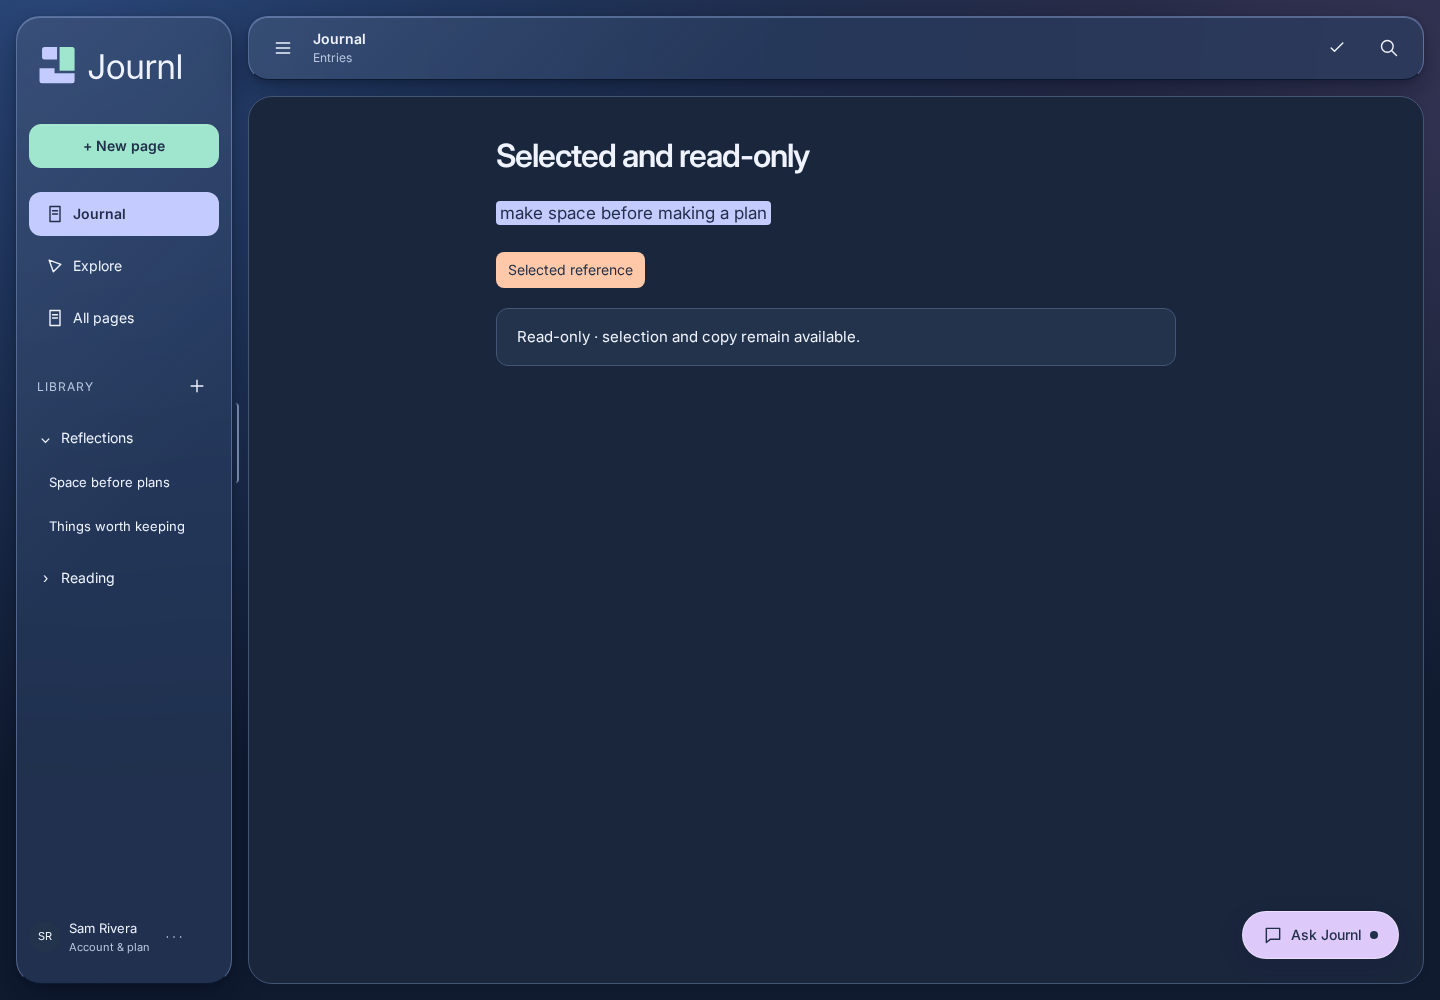 Journl
+ New page
Journal
Explore
All pages
LIBRARY
Reflections
Space before plans
Things worth keeping
Reading
SR
Sam Rivera
Account & plan
...
Journal
Entries
Selected and read-only
make space before making a plan
Selected reference
Read-only · selection and copy remain available.
Ask Journl